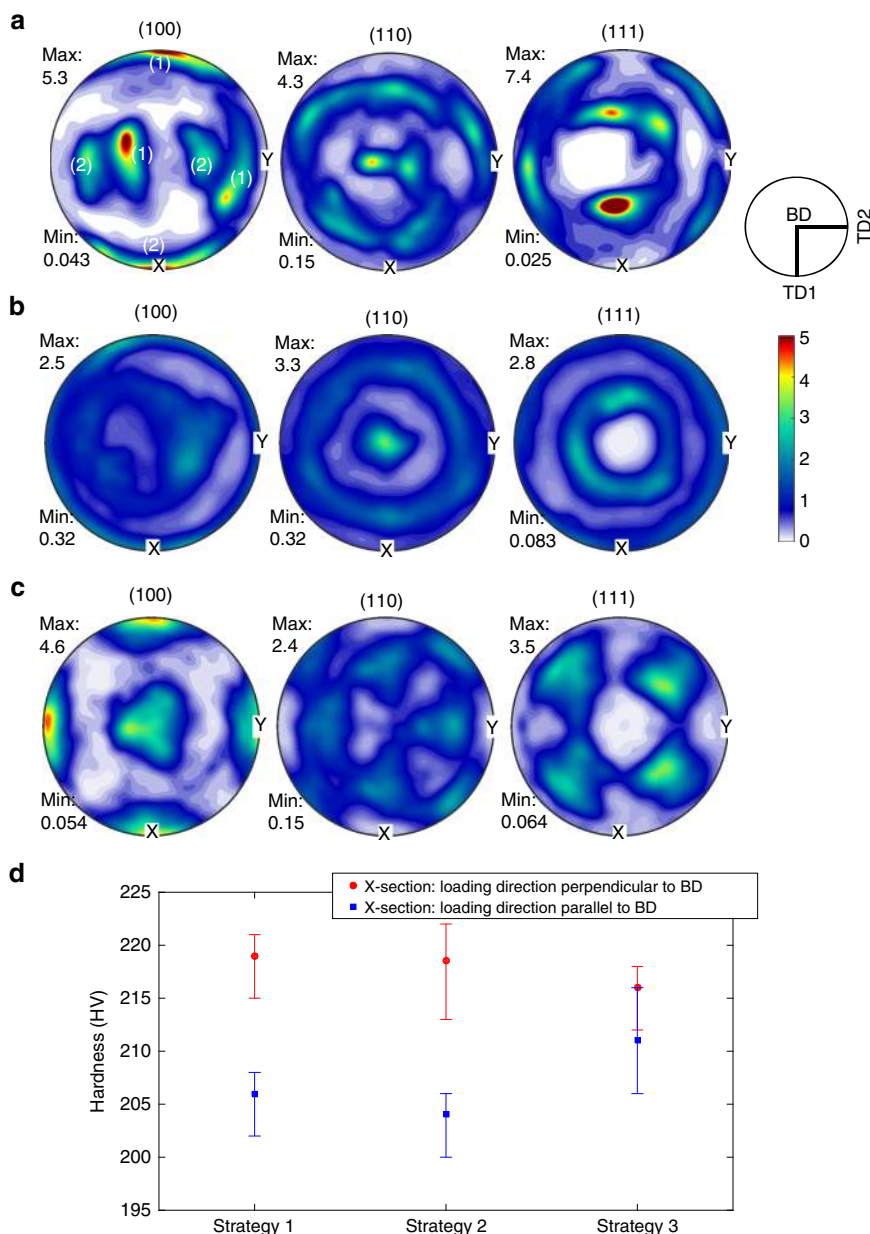 a
(100)
(110)
(111)
Max:
5.3
Max:
4.3
Max:
7.4
(1)
(2)
(1)
(2)
(1)
(2)
Y
Y
Y
Min:
0.043
Min:
0.15
Min:
0.025
X
X
X
BD
TD2
TD1
b
(100)
(110)
(111)
Max:
2.5
Max:
3.3
Max:
2.8
Y
Y
Y
Min:
0.32
Min:
0.32
Min:
0.083
X
X
X
5
4
3
2
1
0
c
(100)
(110)
(111)
Max:
4.6
Max:
2.4
Max:
3.5
Y
Y
Y
Min:
0.054
Min:
0.15
Min:
0.064
X
X
X
d
X-section: loading direction perpendicular to BD
X-section: loading direction parallel to BD
Hardness (HV)
225
220
215
210
205
200
195
Strategy 1
Strategy 2
Strategy 3